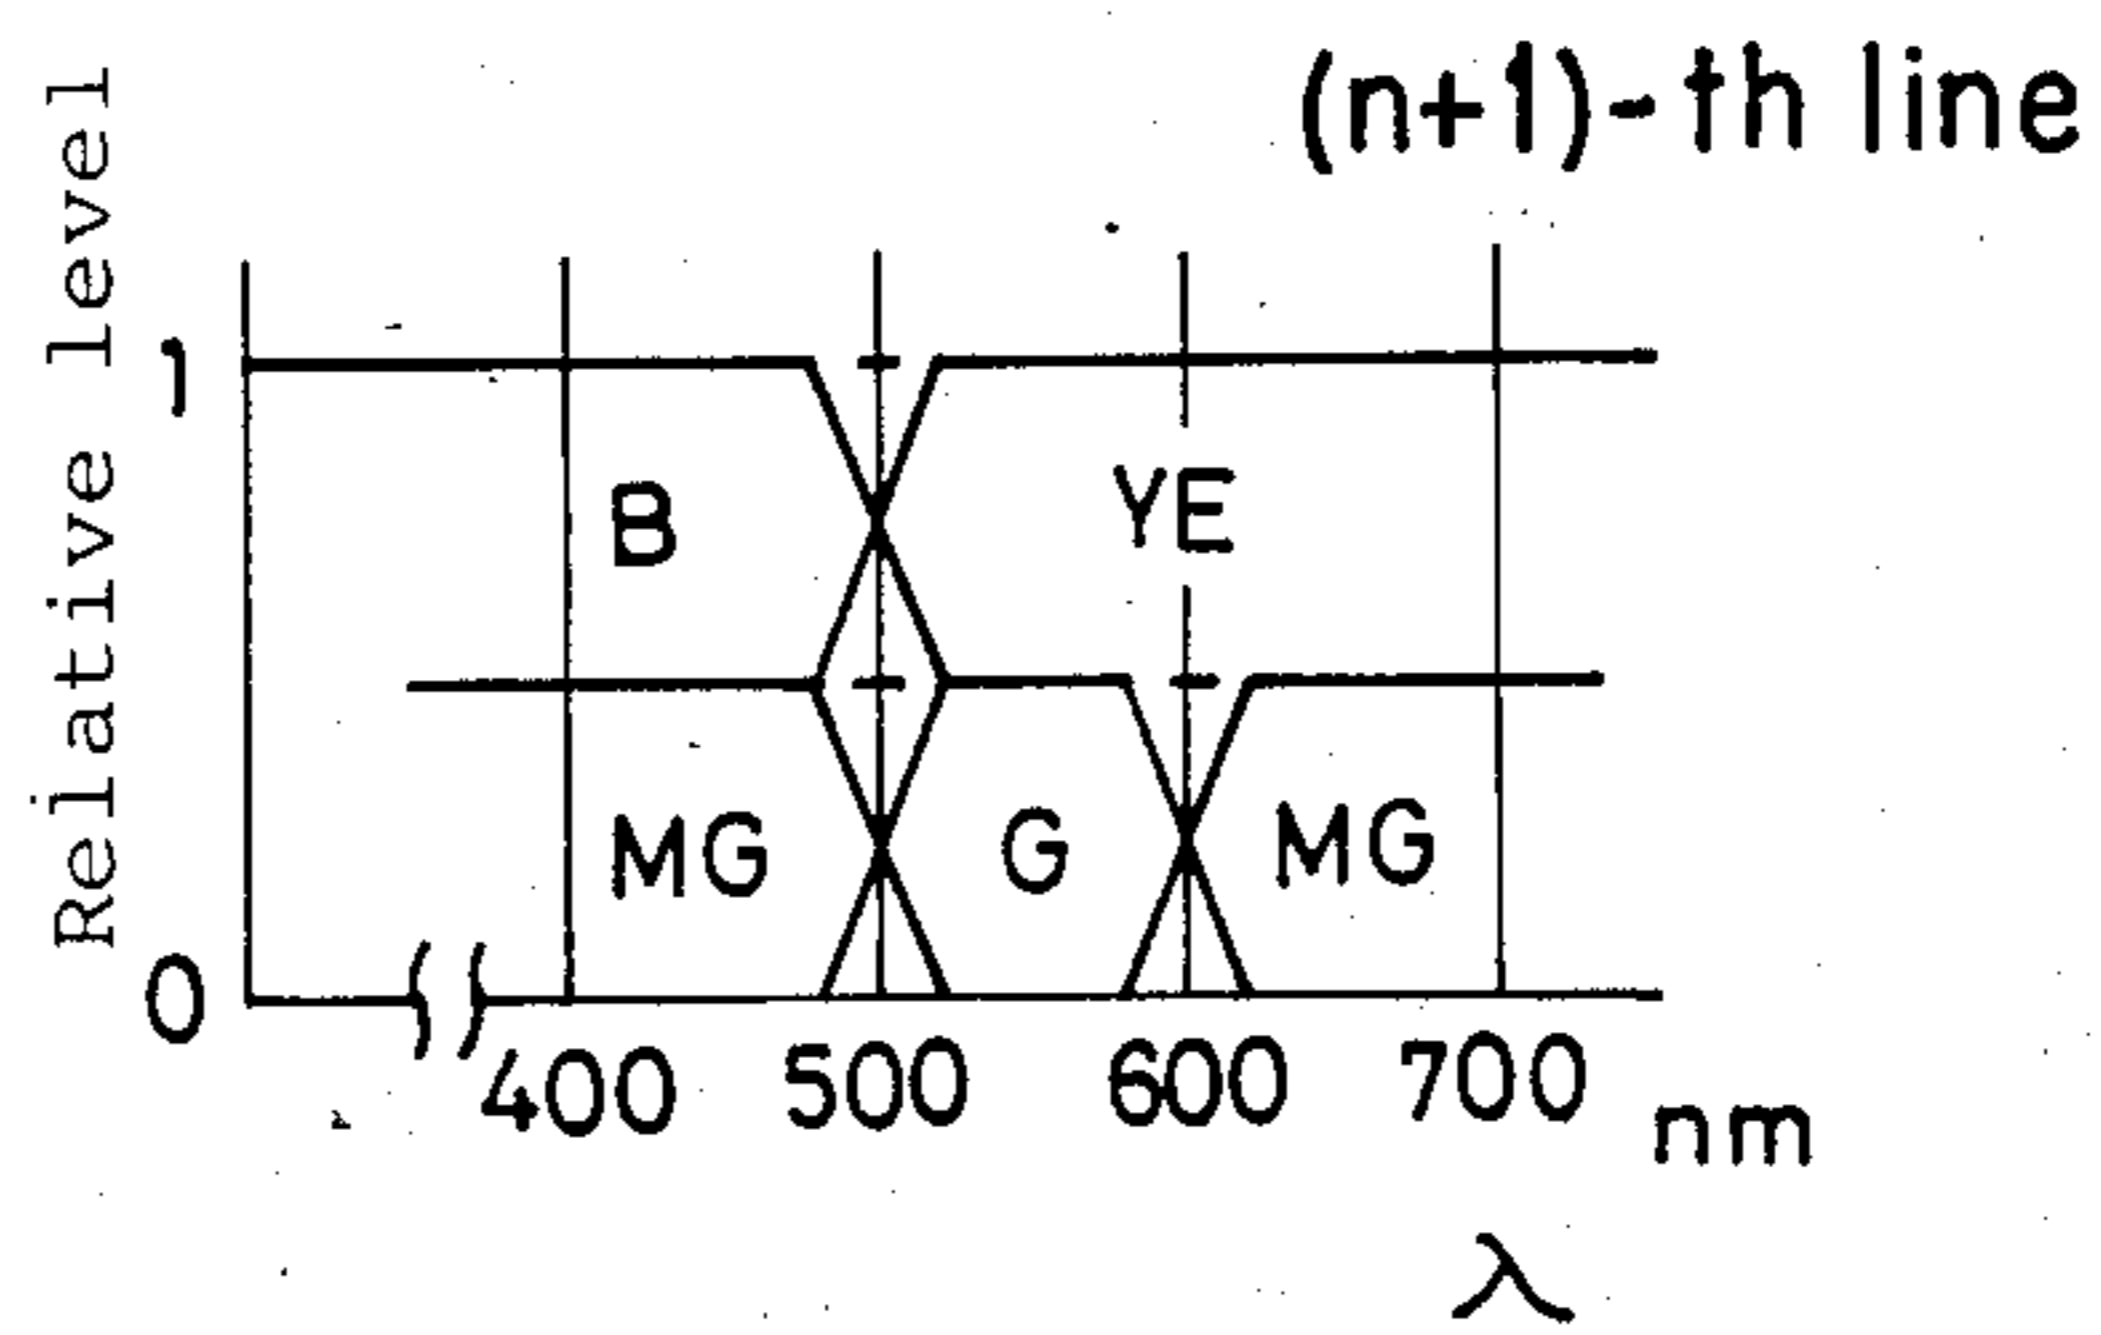 (n+1)-th line
Relative level
1
B
YE
MG
G
MG
0
400
500
600
700
nm
λ